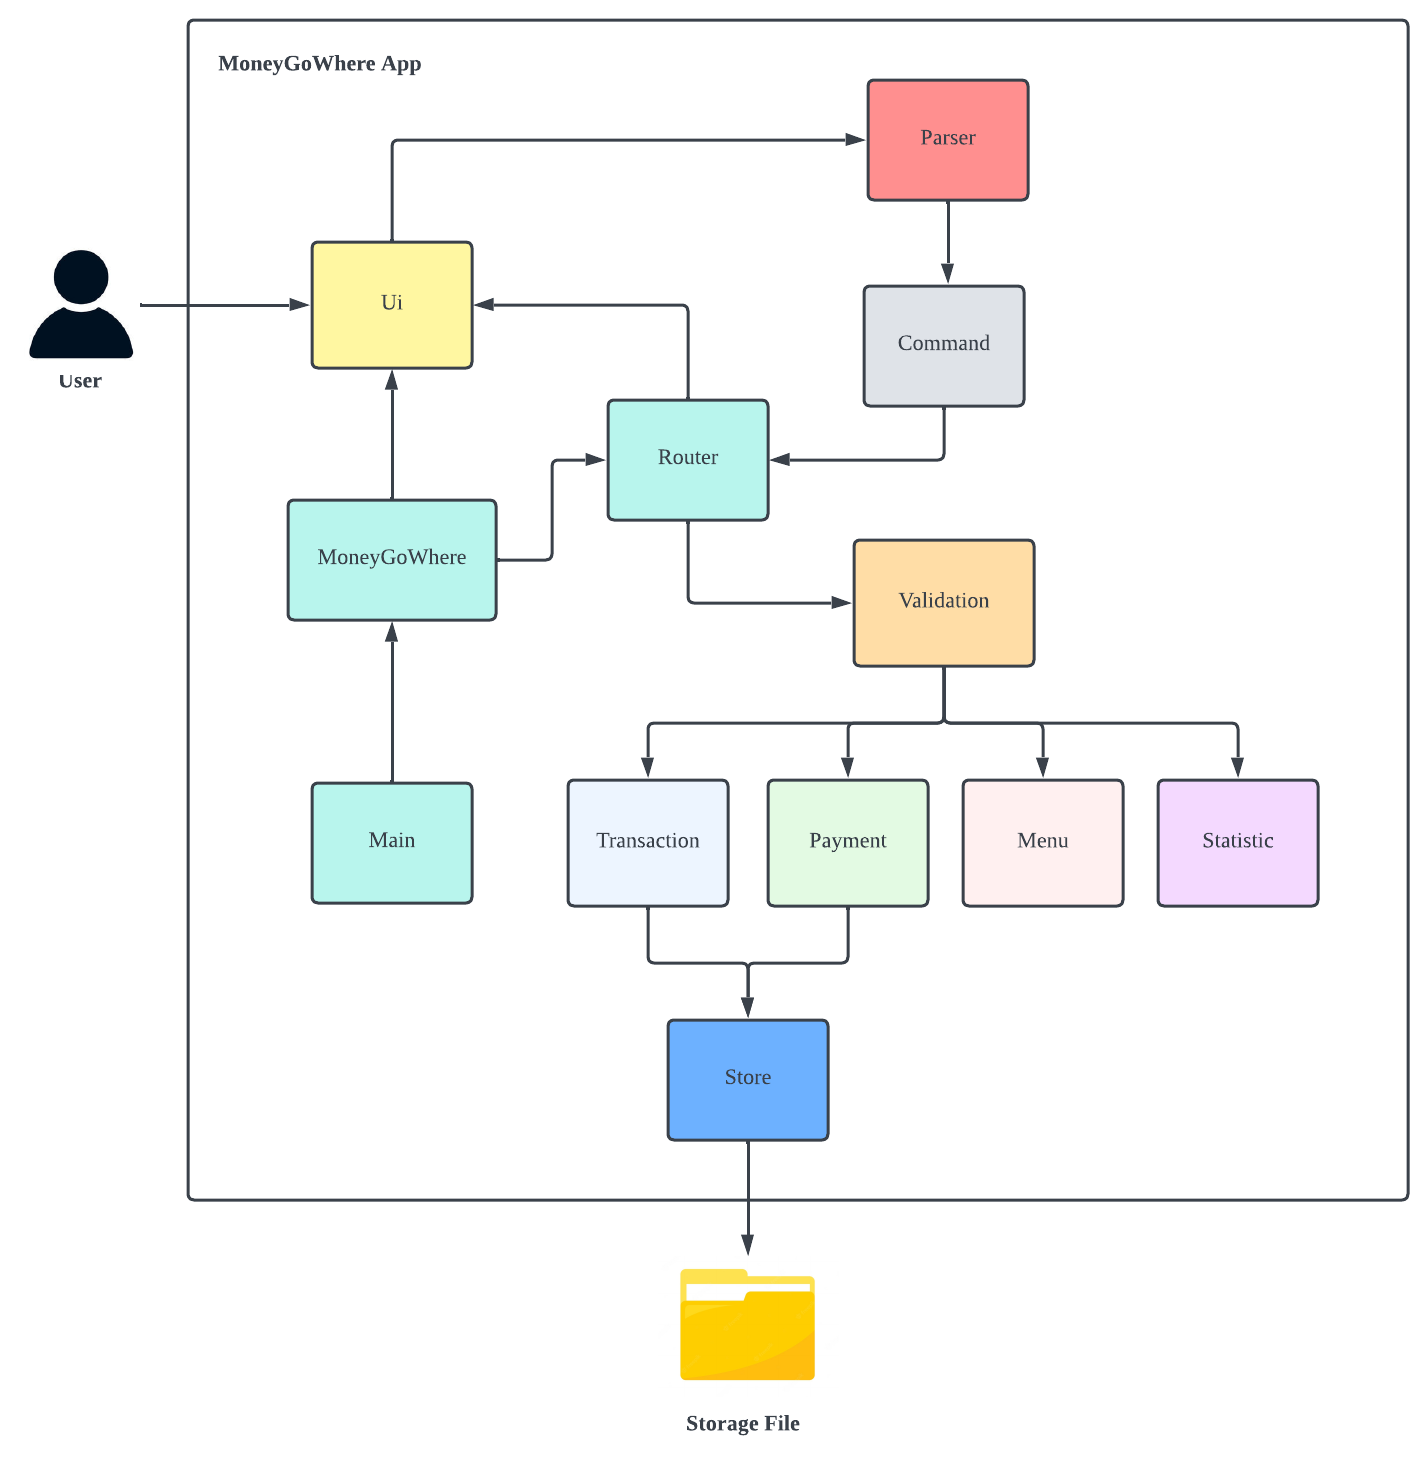 MoneyGoWhere App
Parser
Ui
Command
User
Router
MoneyGoWhere
Validation
Main
Transaction
Payment
Menu
Statistic
Store
Storage File